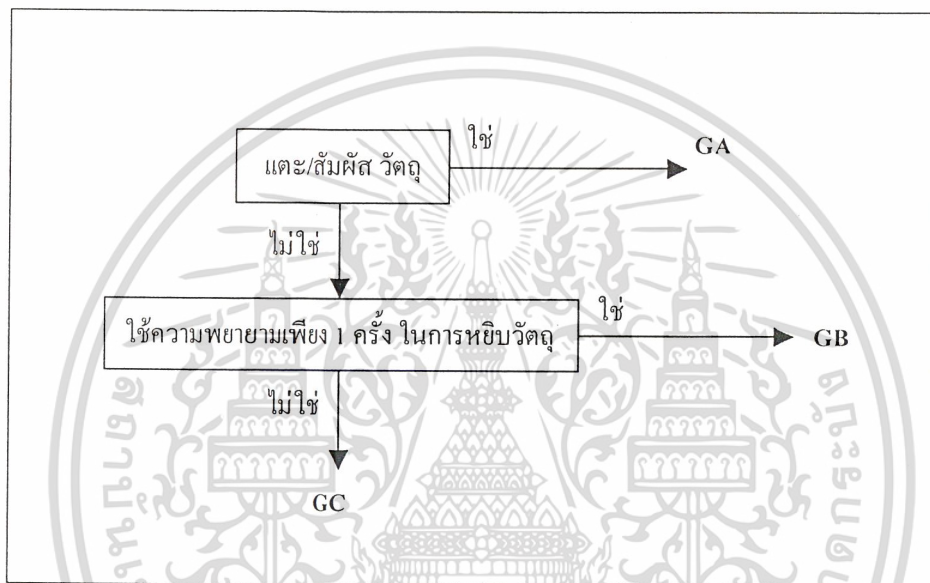 แตะ/สัมผัส วัตถุ
ใช่
GA
ไม่ใช่
ใช้ความพยายามเพียง 1 ครั้ง ในการหยิบวัตถุ
ใช่
GB
ไม่ใช่
GC